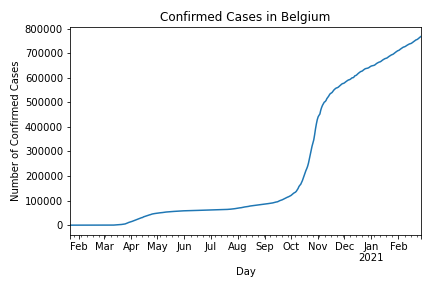 Confirmed Cases in Belgium
800000
700000
600000
500000
400000
300000
200000
100000
0
Number of Confirmed Cases
Feb Mar Apr May Jun Jul Aug Sep Oct Nov Dec Jan Feb
2021
Day